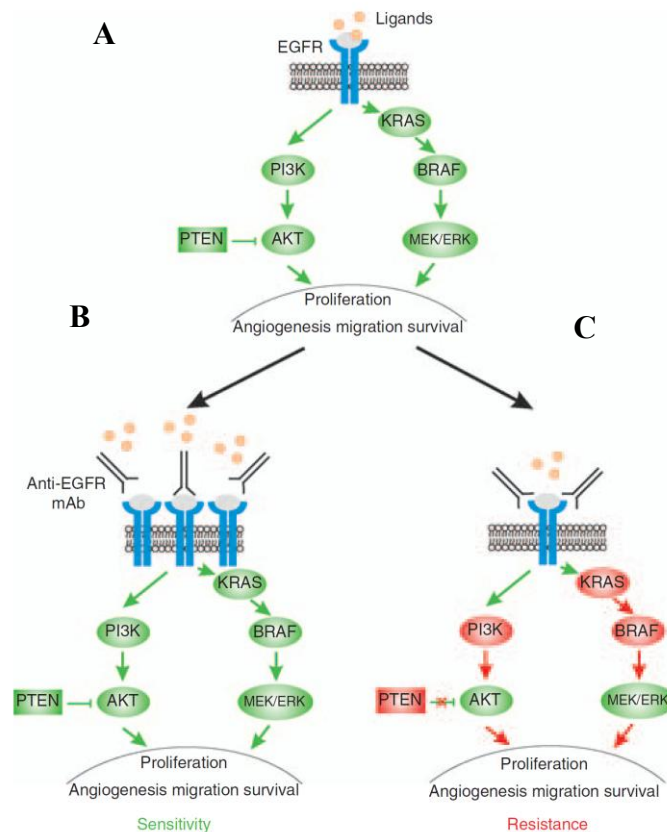 A
Ligands
EGFR
KRAS
PI3K
BRAF
PTEN
AKT
MEK/ERK
Proliferation
Angiogenesis migration survival
B
Anti-EGFR
mAb
KRAS
PI3K
BRAF
PTEN
AKT
MEK/ERK
Proliferation
Angiogenesis migration survival
Sensitivity
C
KRAS
PI3K
BRAF
PTEN
AKT
MEK/ERK
Proliferation
Angiogenesis migration survival
Resistance